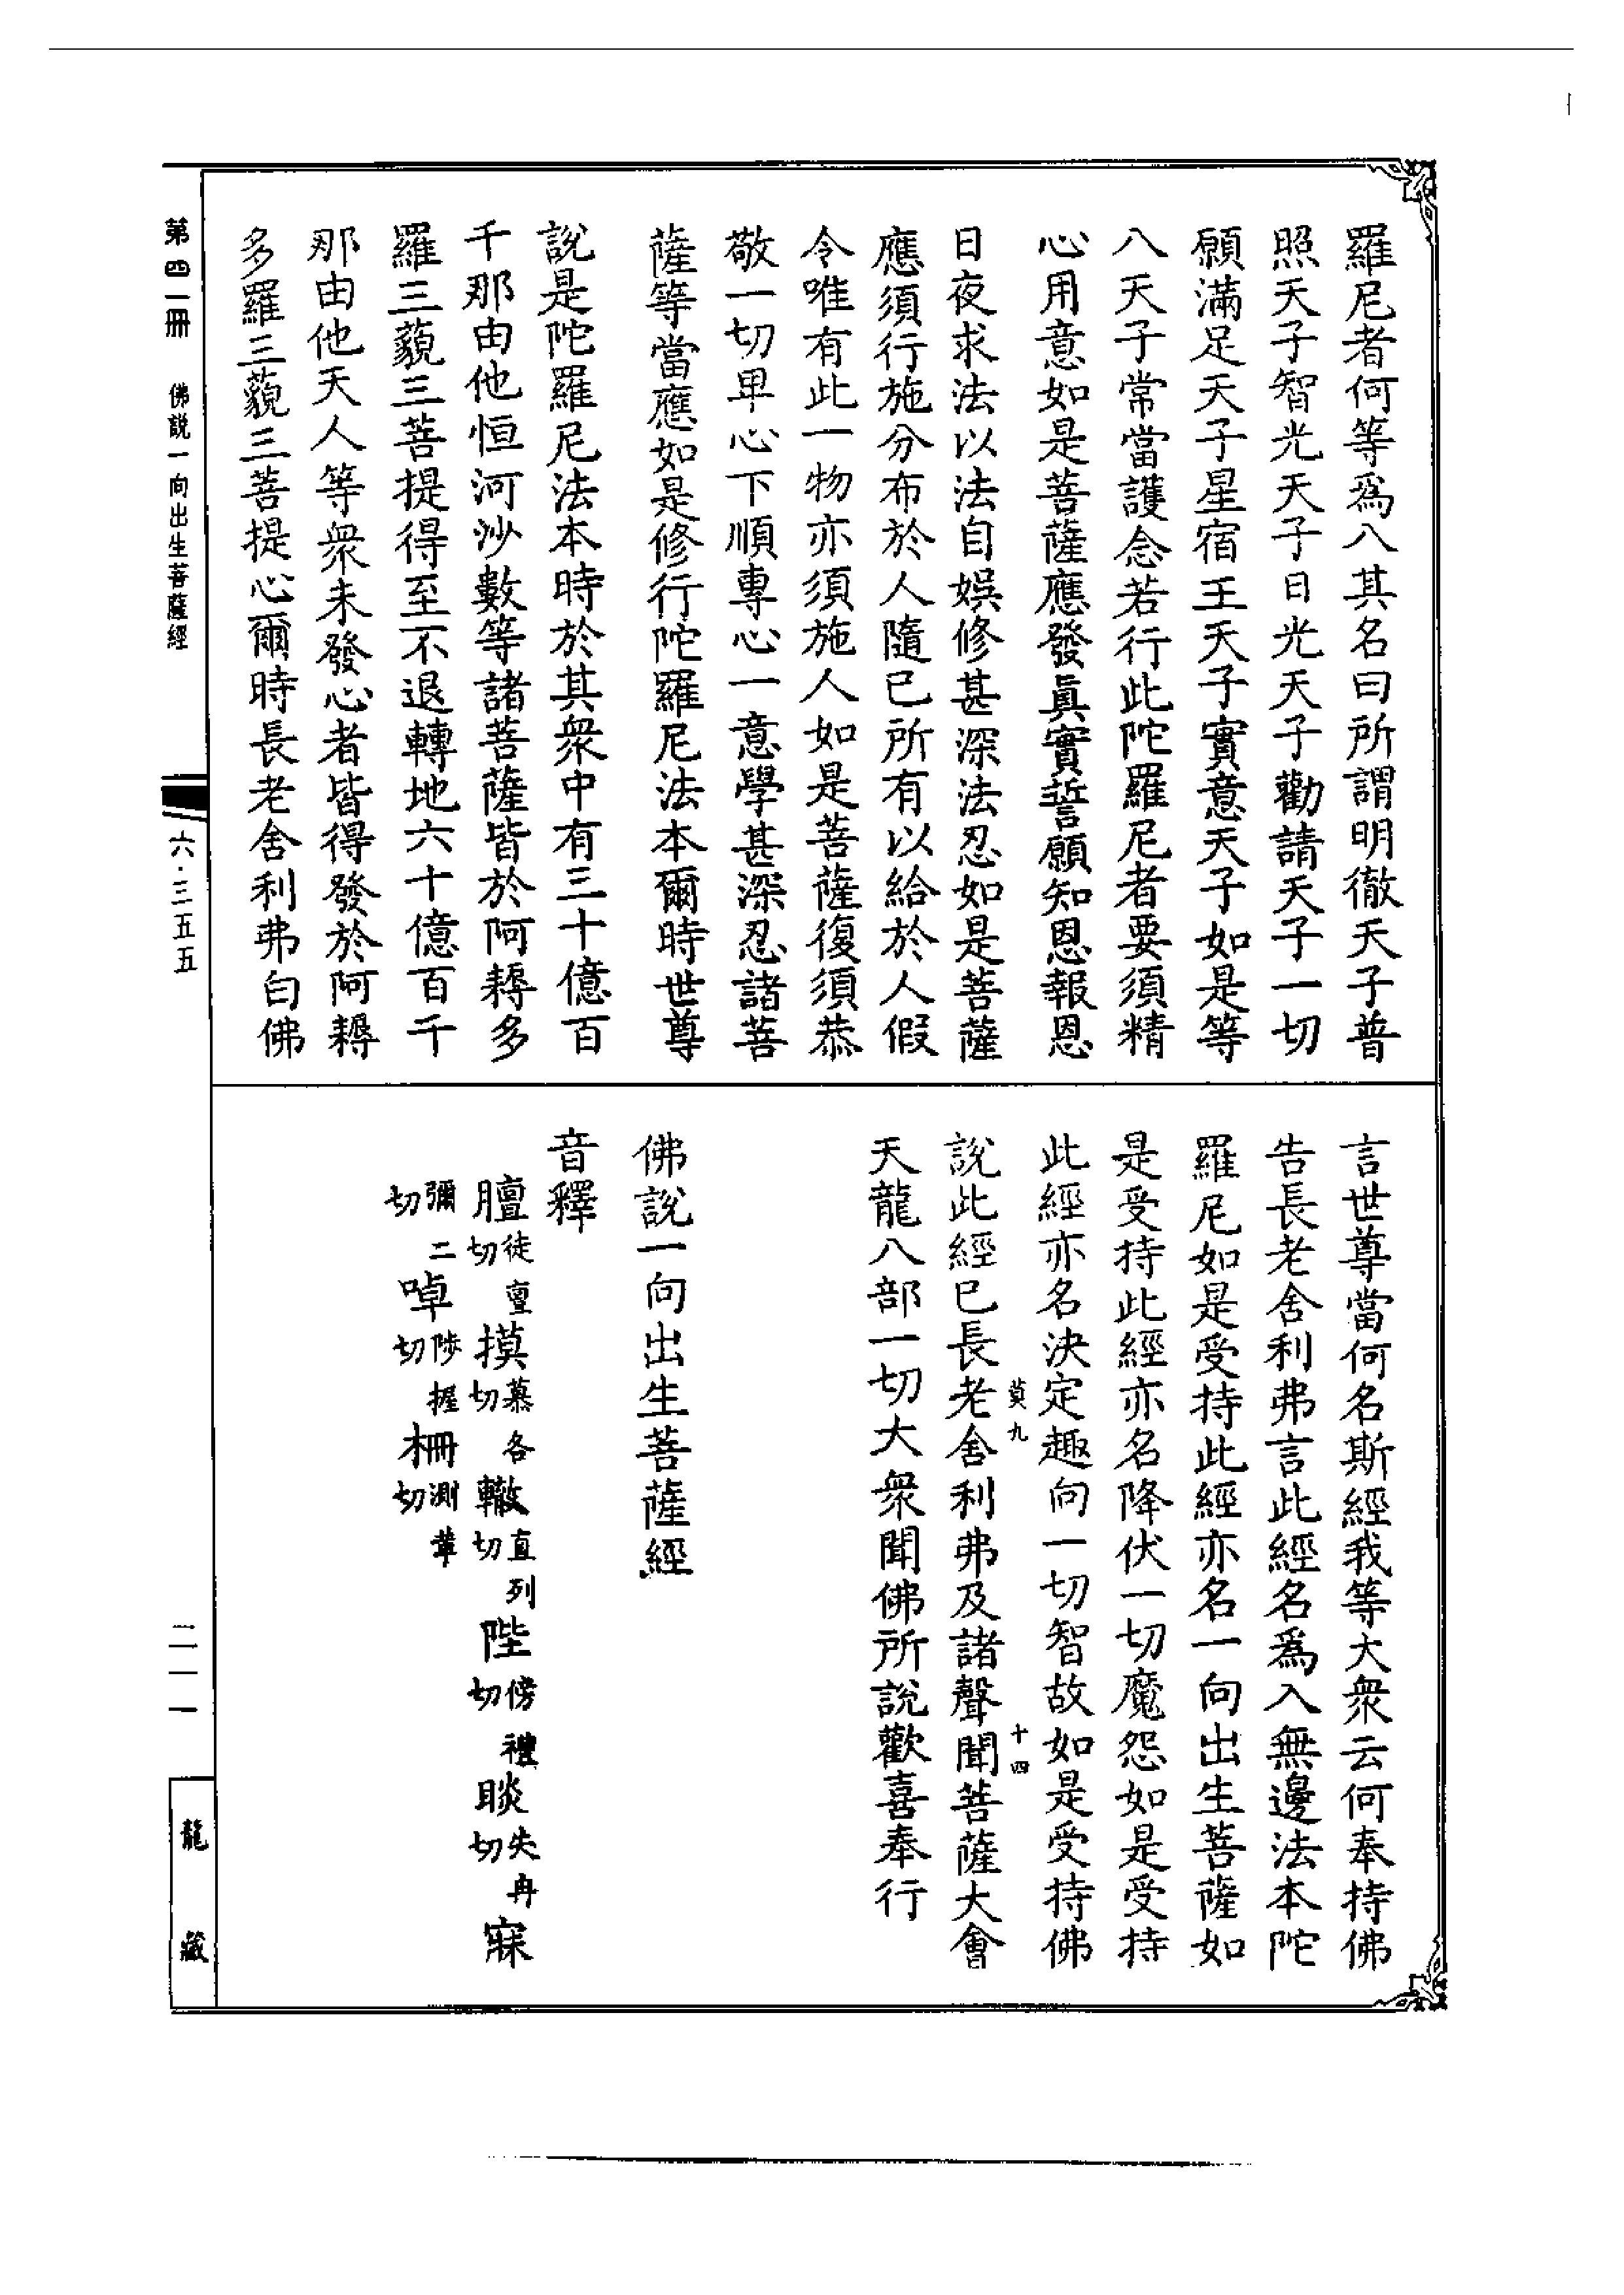 羅尼者何等爲八其名曰所謂明徹天子普
照天子智光天子日光天子勸請天子一切
願滿足天子星宿王天子實意天子如是等
八天子常當護念若行此陀羅尼者要須精
心用意如是菩薩應發眞實誓願知恩報恩
日夜求法以法自娛修甚深法忍如是菩薩
應須行施分布於人隨已所有以給於人假
令唯有此一物亦須施人如是菩薩復須恭
敬一切卑心下順專心一意學甚深忍諸菩
薩等當應如是修行陀羅尼法本爾時世尊
說是陀羅尼法本時於其衆中有三十億百
千那由他恒河沙數等諸菩薩皆於阿耨多
羅三藐三菩提得至不退轉地六十億百千
那由他天人等衆未發心者皆得發於阿耨
多羅三藐三菩提心爾時長老舍利弗白佛
言世尊當何名斯經我等大衆云何奉持佛
告長老舍利弗言此經名爲入無邊法本陀
羅尼如是受持此經亦名一向出生菩薩如
是受持此經亦名降伏一切魔怨如是受持
此經亦名決定趣向一切智故如是受持佛
莫九 十四
說此經已長老舍利弗及諸聲聞菩薩大會
天龍八部一切大衆聞佛所說歡喜奉行
佛說一向出生菩薩經
音釋
膻徒亶切摸慕各切轍直列切陛傍禮切睒失冉切寐
彌二切啅陟握切柵測革切
第四二冊 佛説一向出生菩薩經 六·三五五 二一一 龍藏